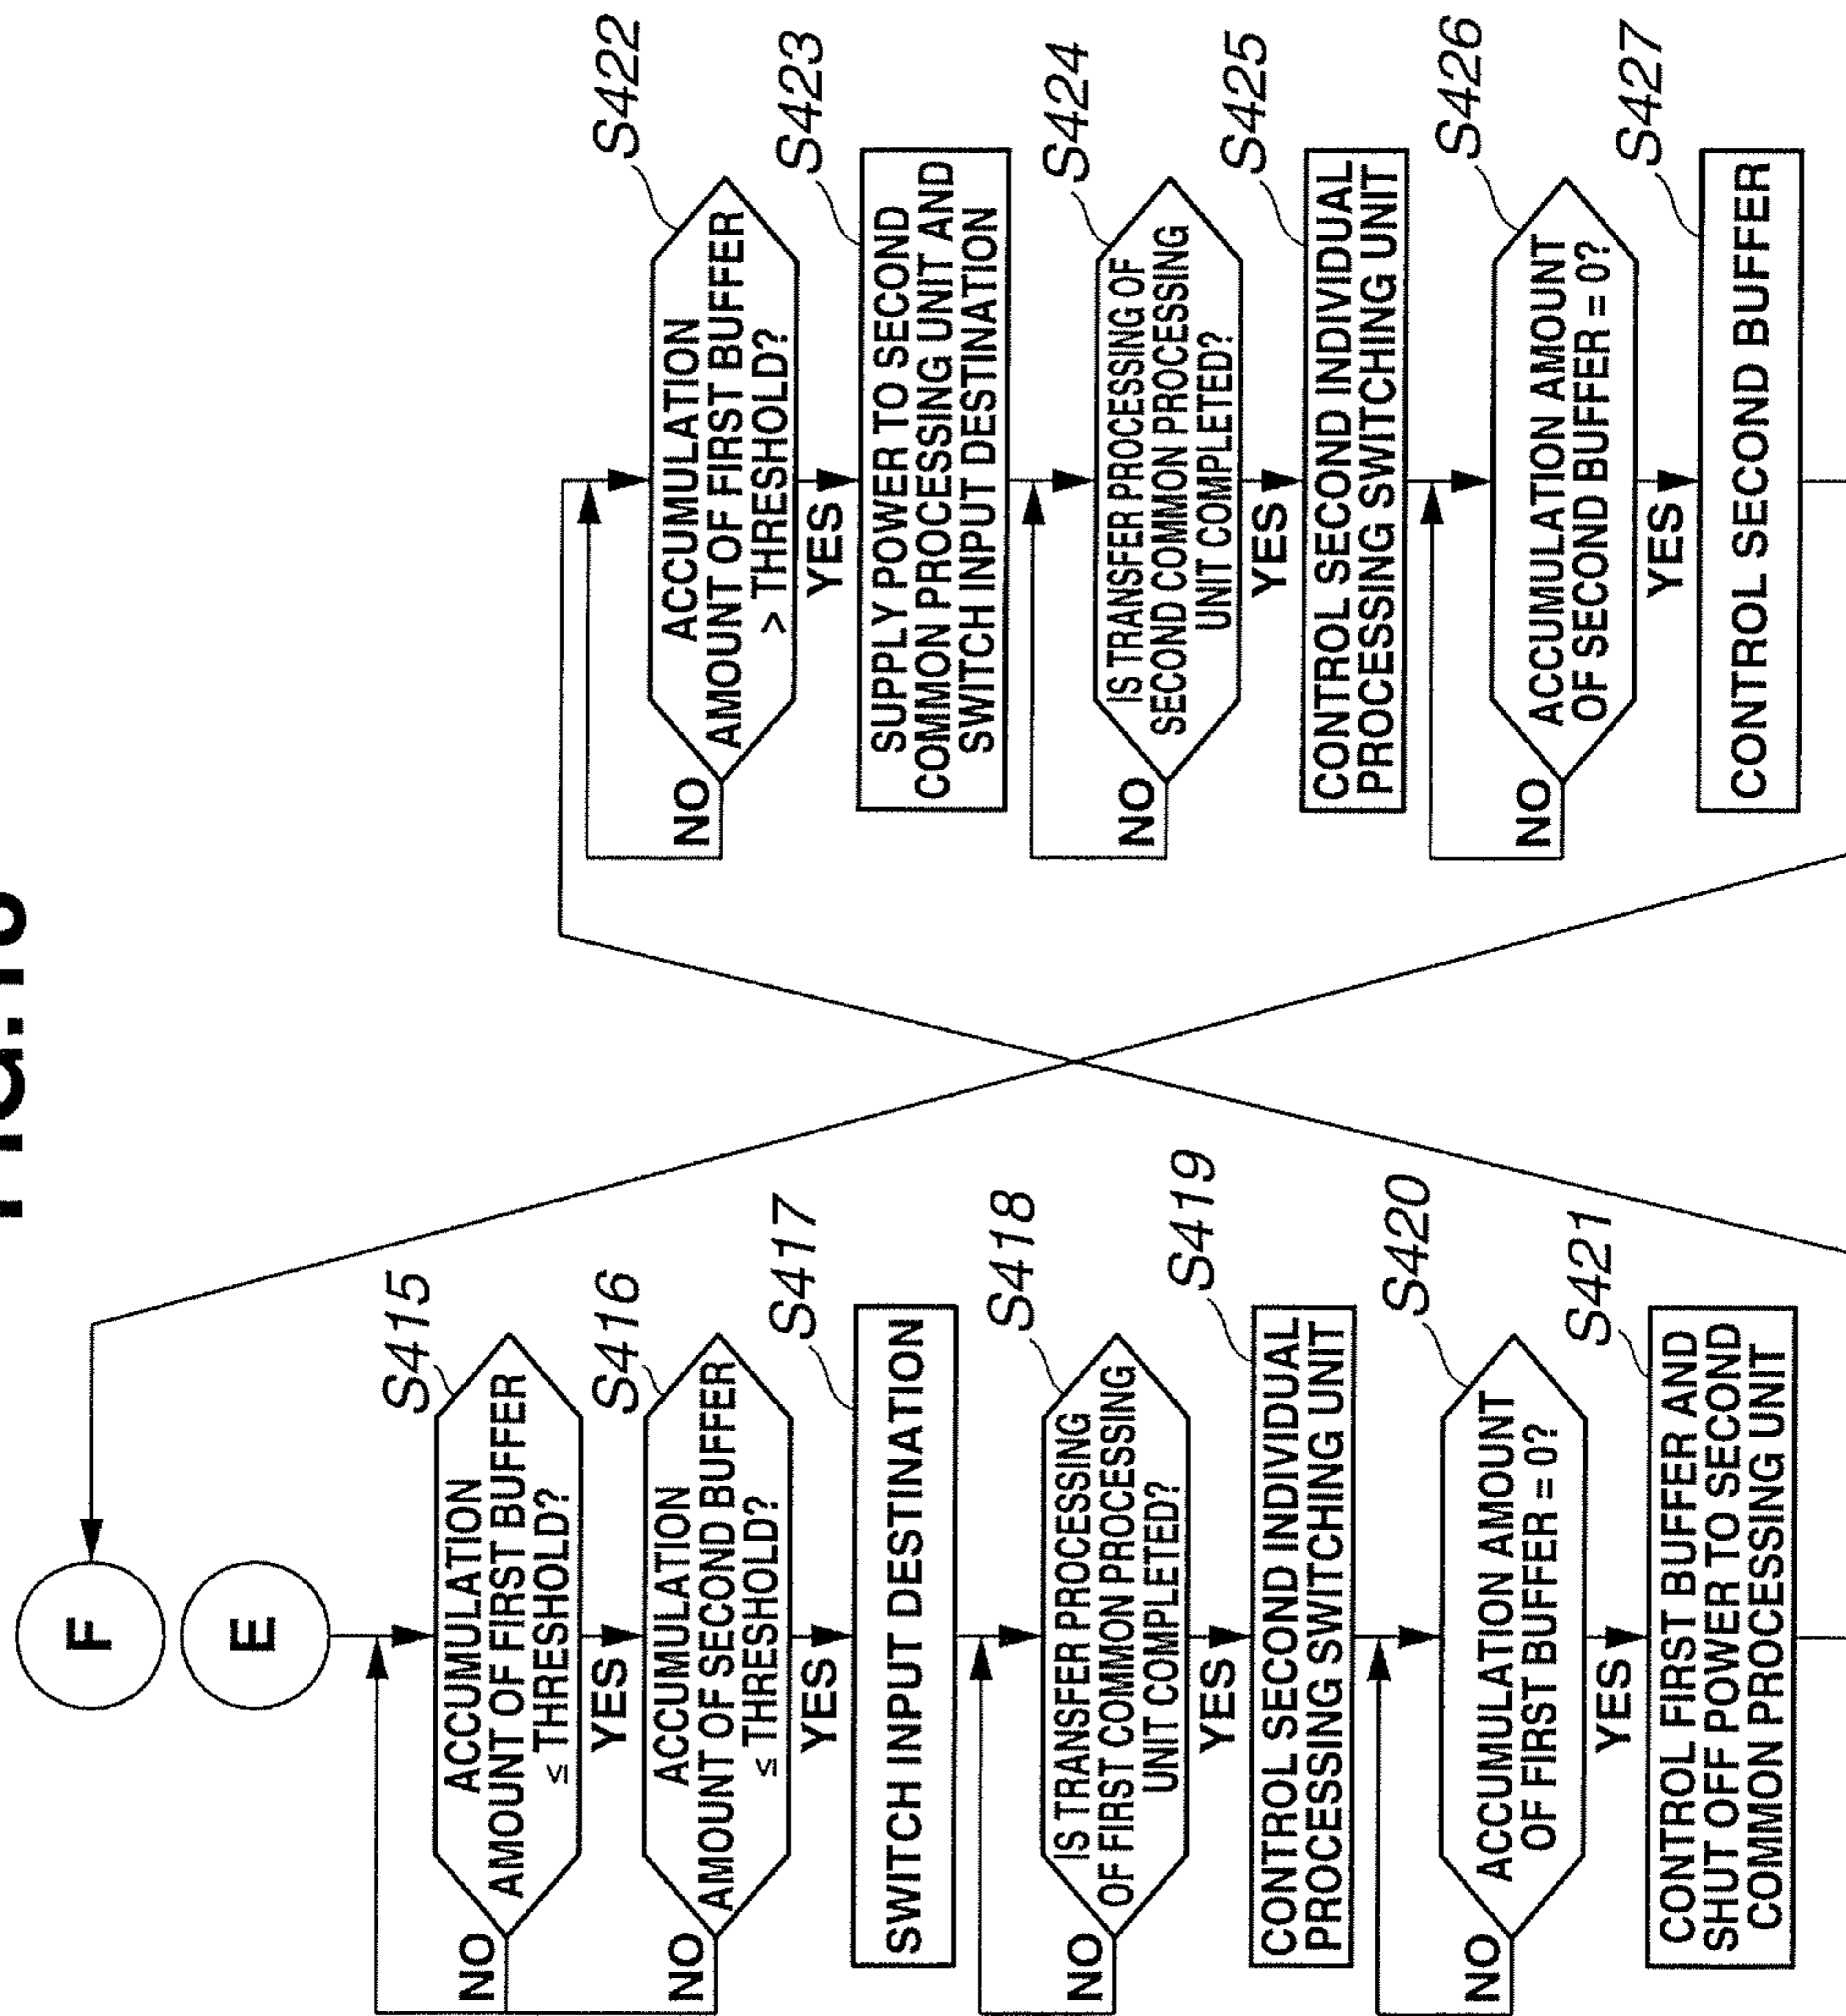 F
E
S415
ACCUMULATION
AMOUNT OF FIRST BUFFER
≤ THRESHOLD?
NO
YES
S416
ACCUMULATION
AMOUNT OF SECOND BUFFER
≤ THRESHOLD?
NO
YES
S417
SWITCH INPUT DESTINATION
S418
IS TRANSFER PROCESSING
OF FIRST COMMON PROCESSING
UNIT COMPLETED?
NO
YES
S419
CONTROL SECOND INDIVIDUAL
PROCESSING SWITCHING UNIT
S420
ACCUMULATION AMOUNT
OF FIRST BUFFER = 0?
NO
YES
S421
CONTROL FIRST BUFFER AND
SHUT OFF POWER TO SECOND
COMMON PROCESSING UNIT
S422
ACCUMULATION
AMOUNT OF FIRST BUFFER
> THRESHOLD?
NO
YES
S423
SUPPLY POWER TO SECOND
COMMON PROCESSING UNIT AND
SWITCH INPUT DESTINATION
S424
IS TRANSFER PROCESSING OF
SECOND COMMON PROCESSING
UNIT COMPLETED?
NO
YES
S425
CONTROL SECOND INDIVIDUAL
PROCESSING SWITCHING UNIT
S426
ACCUMULATION AMOUNT
OF SECOND BUFFER = 0?
NO
YES
S427
CONTROL SECOND BUFFER